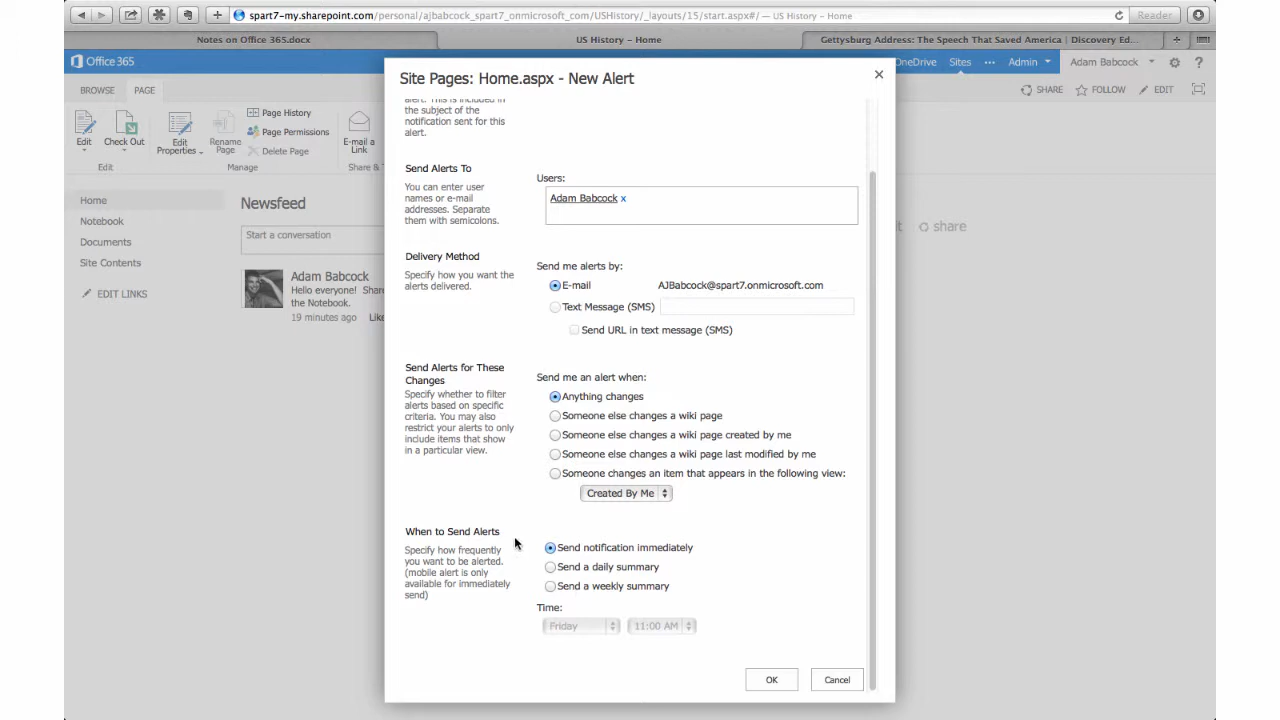 spart7-my.sharepoint.com/personal/ajbabcock_spart7_onmicrosoft_com/USHistory/_layouts/15/start.aspx#/ — US History - Home
Reader
Notes on Office 365.docx
US History - Home
Gettysburg Address: The Speech That Saved America | Discovery Ed...
Office 365
OneDrive
Sites
Admin
Adam Babcock
?
BROWSE
PAGE
SHARE
FOLLOW
EDIT
Edit
Check Out
Edit
Properties
Rename
Page
Page History
Page Permissions
Delete Page
E-mail a
Link
Edit
Manage
Share & T
Home
Notebook
Documents
Site Contents
EDIT LINKS
Newsfeed
Start a conversation
Adam Babcock
Hello everyone! Share
the Notebook.
19 minutes ago Like
share
Site Pages: Home.aspx - New Alert
alert. This is included in
the subject of the
notification sent for this
alert.
Send Alerts To
You can enter user
names or e-mail
addresses. Separate
them with semicolons.
Users:
Adam Babcock x
Delivery Method
Specify how you want the
alerts delivered.
Send me alerts by:
E-mail AJBabcock@spart7.onmicrosoft.com
Text Message (SMS)
Send URL in text message (SMS)
Send Alerts for These
Changes
Specify whether to filter
alerts based on specific
criteria. You may also
restrict your alerts to only
include items that show
in a particular view.
Send me an alert when:
Anything changes
Someone else changes a wiki page
Someone else changes a wiki page created by me
Someone else changes a wiki page last modified by me
Someone changes an item that appears in the following view:
Created By Me
When to Send Alerts
Specify how frequently
you want to be alerted.
(mobile alert is only
available for immediately
send)
Send notification immediately
Send a daily summary
Send a weekly summary
Time:
Friday
11:00 AM
OK
Cancel